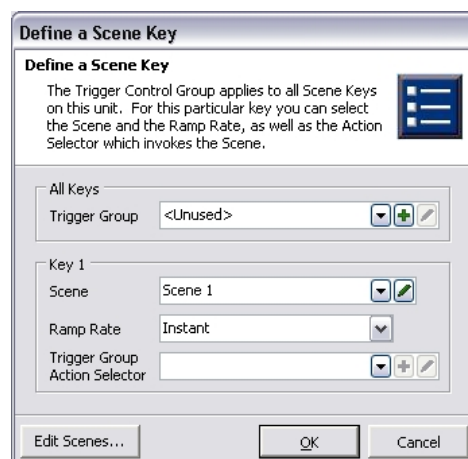 Define a Scene Key
Define a Scene Key
The Trigger Control Group applies to all Scene Keys
on this unit. For this particular key you can select
the Scene and the Ramp Rate, as well as the Action
Selector which invokes the Scene.
All Keys
Trigger Group <Unused>
Key 1
Scene Scene 1
Ramp Rate Instant
Trigger Group
Action Selector
Edit Scenes... OK Cancel